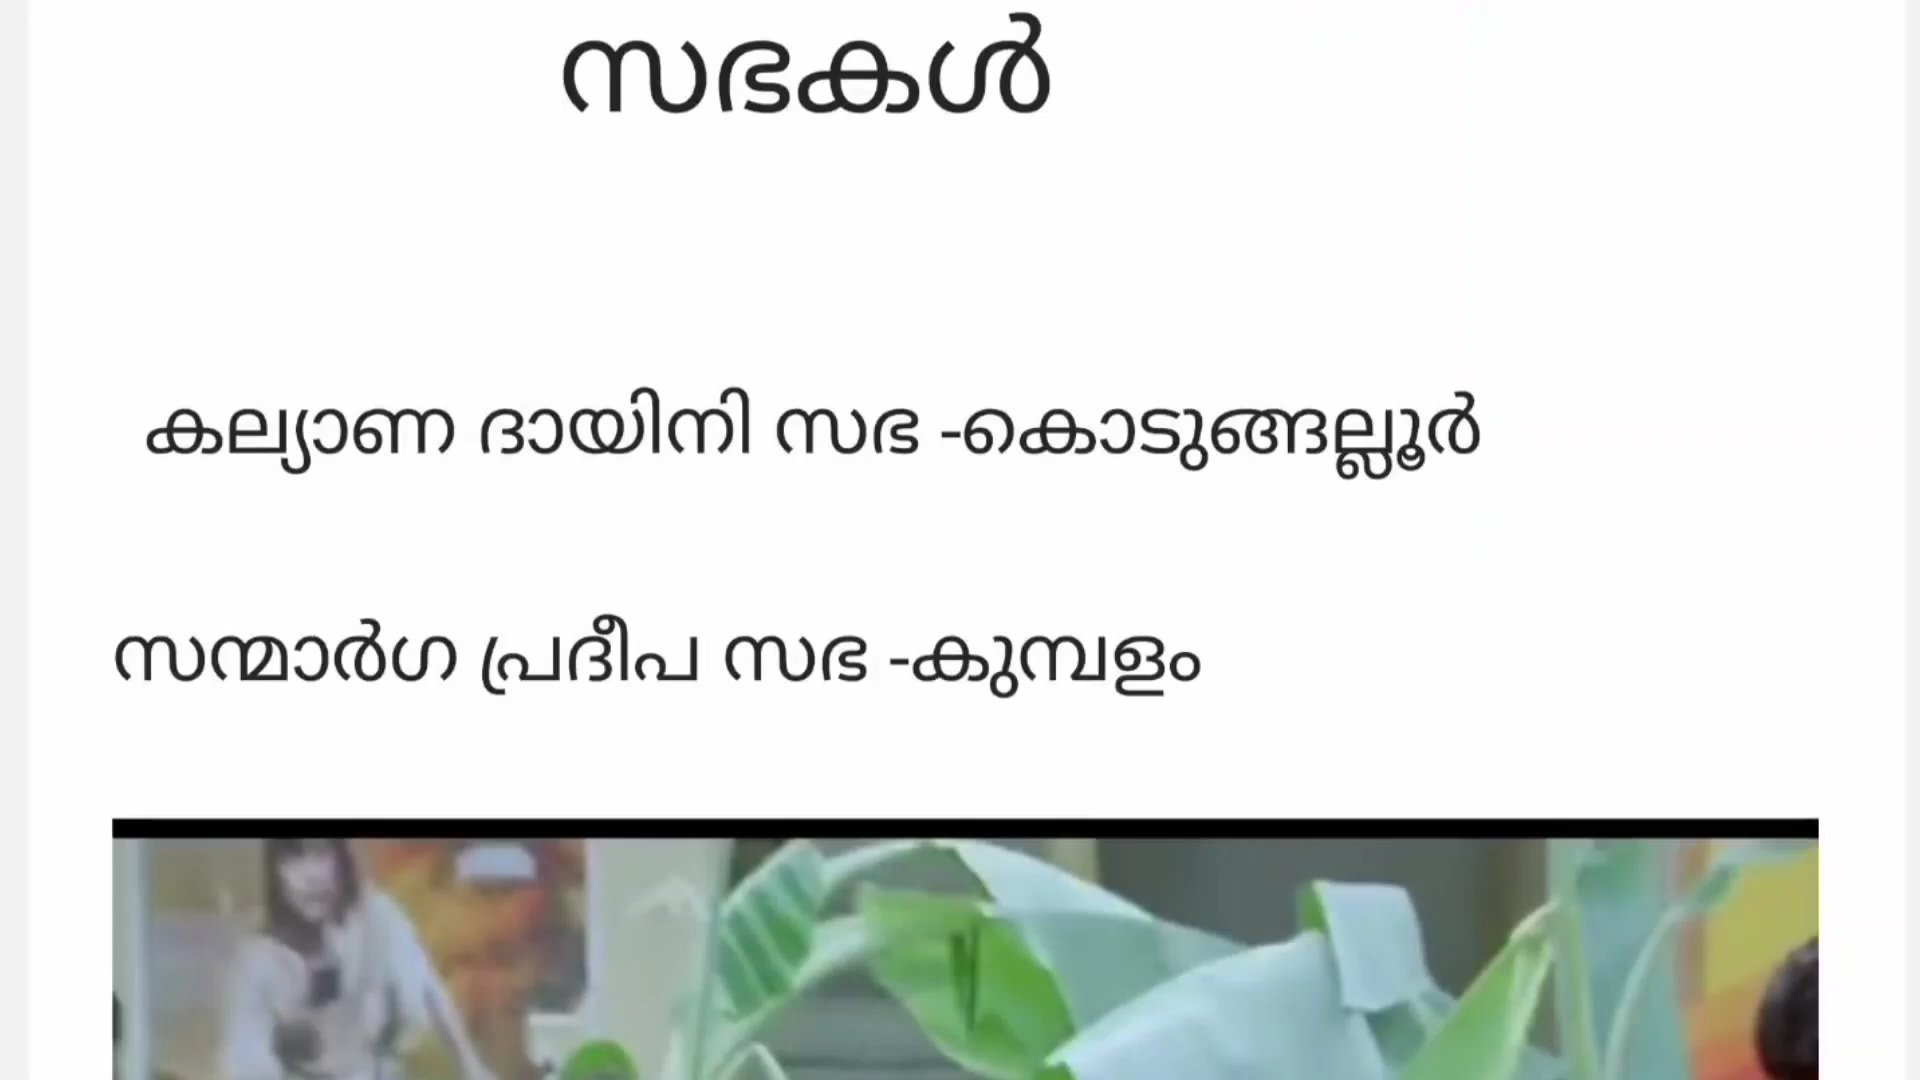 സഭകൾ
കല്യാണ ദായിനി സഭ -കൊടുങ്ങല്ലൂർ
സന്മാർഗ പ്രദീപ സഭ -കുമ്പളം